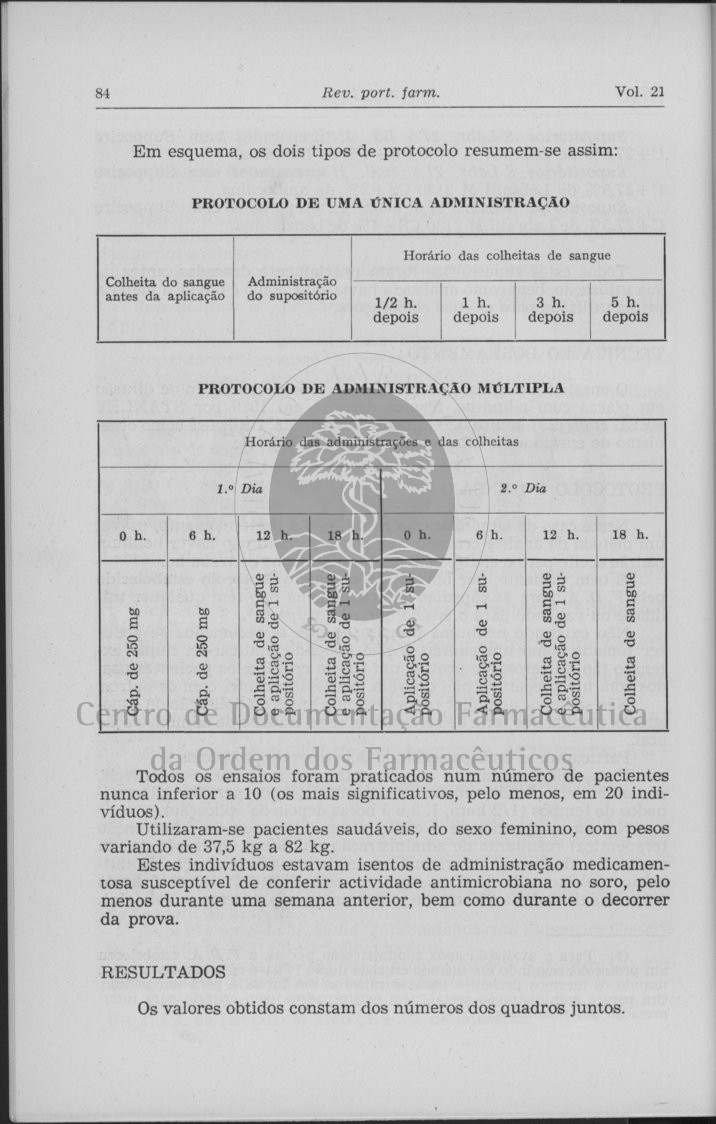 84
Rev. port. farm.
Vol. 21
Em esquema, os dois tipos de protocolo resumem-se assim:
PROTOCOLO DE UMA ÚNICA ADMINISTRAÇÃO
Colheita do sangue
antes da aplicação
Administração
do supositório
Horário das colheitas de sangue
1/2 h.
depois
1 h.
depois
3 h.
depois
5 h.
depois
PROTOCOLO DE ADMINISTRAÇÃO MÚLTIPLA
Horário das administrações e das colheitas
1.º Dia
2.º Dia
0 h.
6 h.
12 h.
18 h.
0 h.
6 h.
12 h.
18 h.
Cáp. de 250 mg
Cáp. de 250 mg
Colheita de sangue
e aplicação de 1 su-
positório
Colheita de sangue
e aplicação de 1 su-
positório
Aplicação de 1 su-
positório
Aplicação de 1 su-
positório
Colheita de sangue
e aplicação de 1 su-
positório
Colheita de sangue
Centro de Documentação Farmacêutica
da Ordem dos Farmacêuticos
Todos os ensaios foram praticados num número de pacientes
nunca inferior a 10 (os mais significativos, pelo menos, em 20 indi-
víduos).
Utilizaram-se pacientes saudáveis, do sexo feminino, com pesos
variando de 37,5 kg a 82 kg.
Estes indivíduos estavam isentos de administração medicamen-
tosa susceptível de conferir actividade antimicrobiana no soro, pelo
menos durante uma semana anterior, bem como durante o decorrer
da prova.
RESULTADOS
Os valores obtidos constam dos números dos quadros juntos.